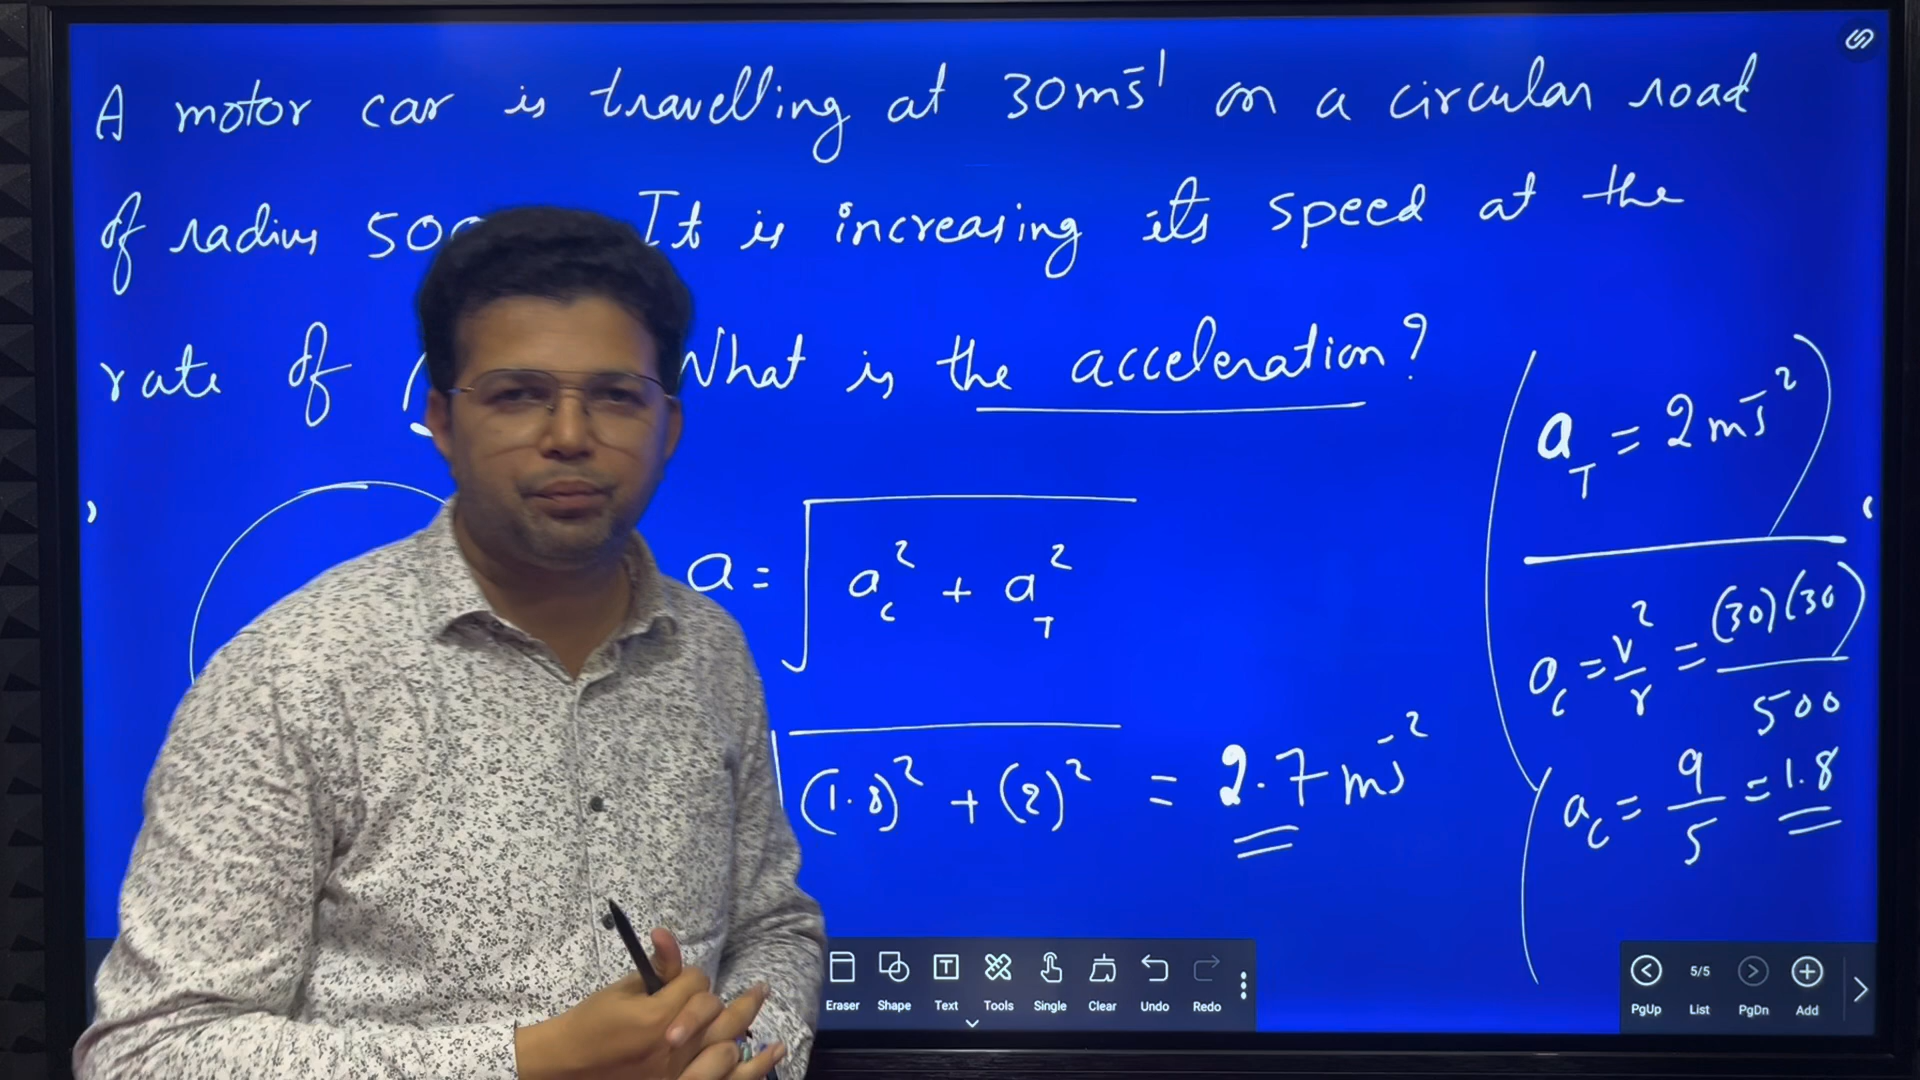 A motor car is travelling at 30 ms⁻¹ on a circular road
of radius 500 It is increasing its speed at the
rate of What is the acceleration?
a_T = 2 ms⁻²
a = √(a_c² + a_T²)
a_c = v²/r = (30)(30)/500
√((1.8)² + (2)²) = 2.7 ms⁻²
a_c = 9/5 = 1.8
Eraser Shape Text Tools Single Clear Undo Redo
5/5
PgUp List PgDn Add